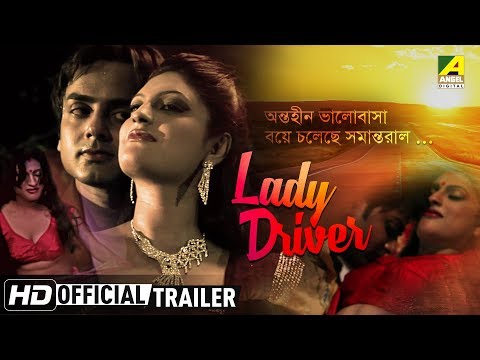 ANGEL
DIGITAL
অন্তহীন ভালোবাসা
বয়ে চলেছে সমান্তরাল ...
Lady
Driver
HD OFFICIAL TRAILER